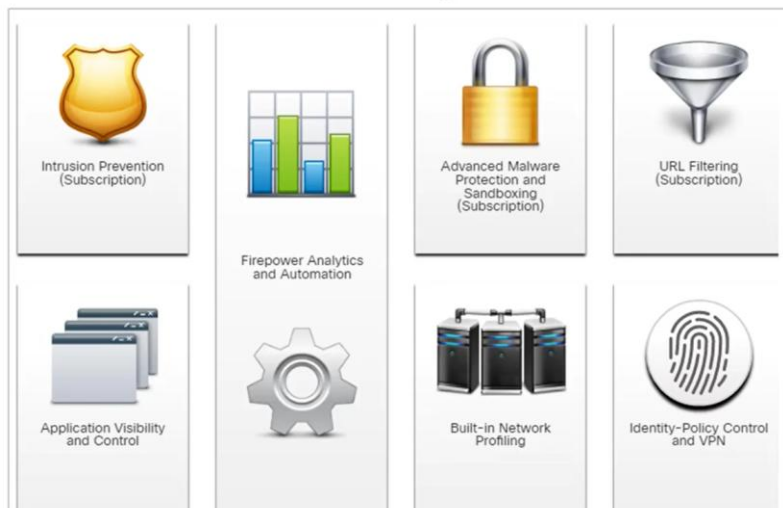 Intrusion Prevention
(Subscription)
Firepower Analytics
and Automation
Advanced Malware
Protection and
Sandboxing
(Subscription)
URL Filtering
(Subscription)
Application Visibility
and Control
Built-in Network
Profiling
Identity-Policy Control
and VPN